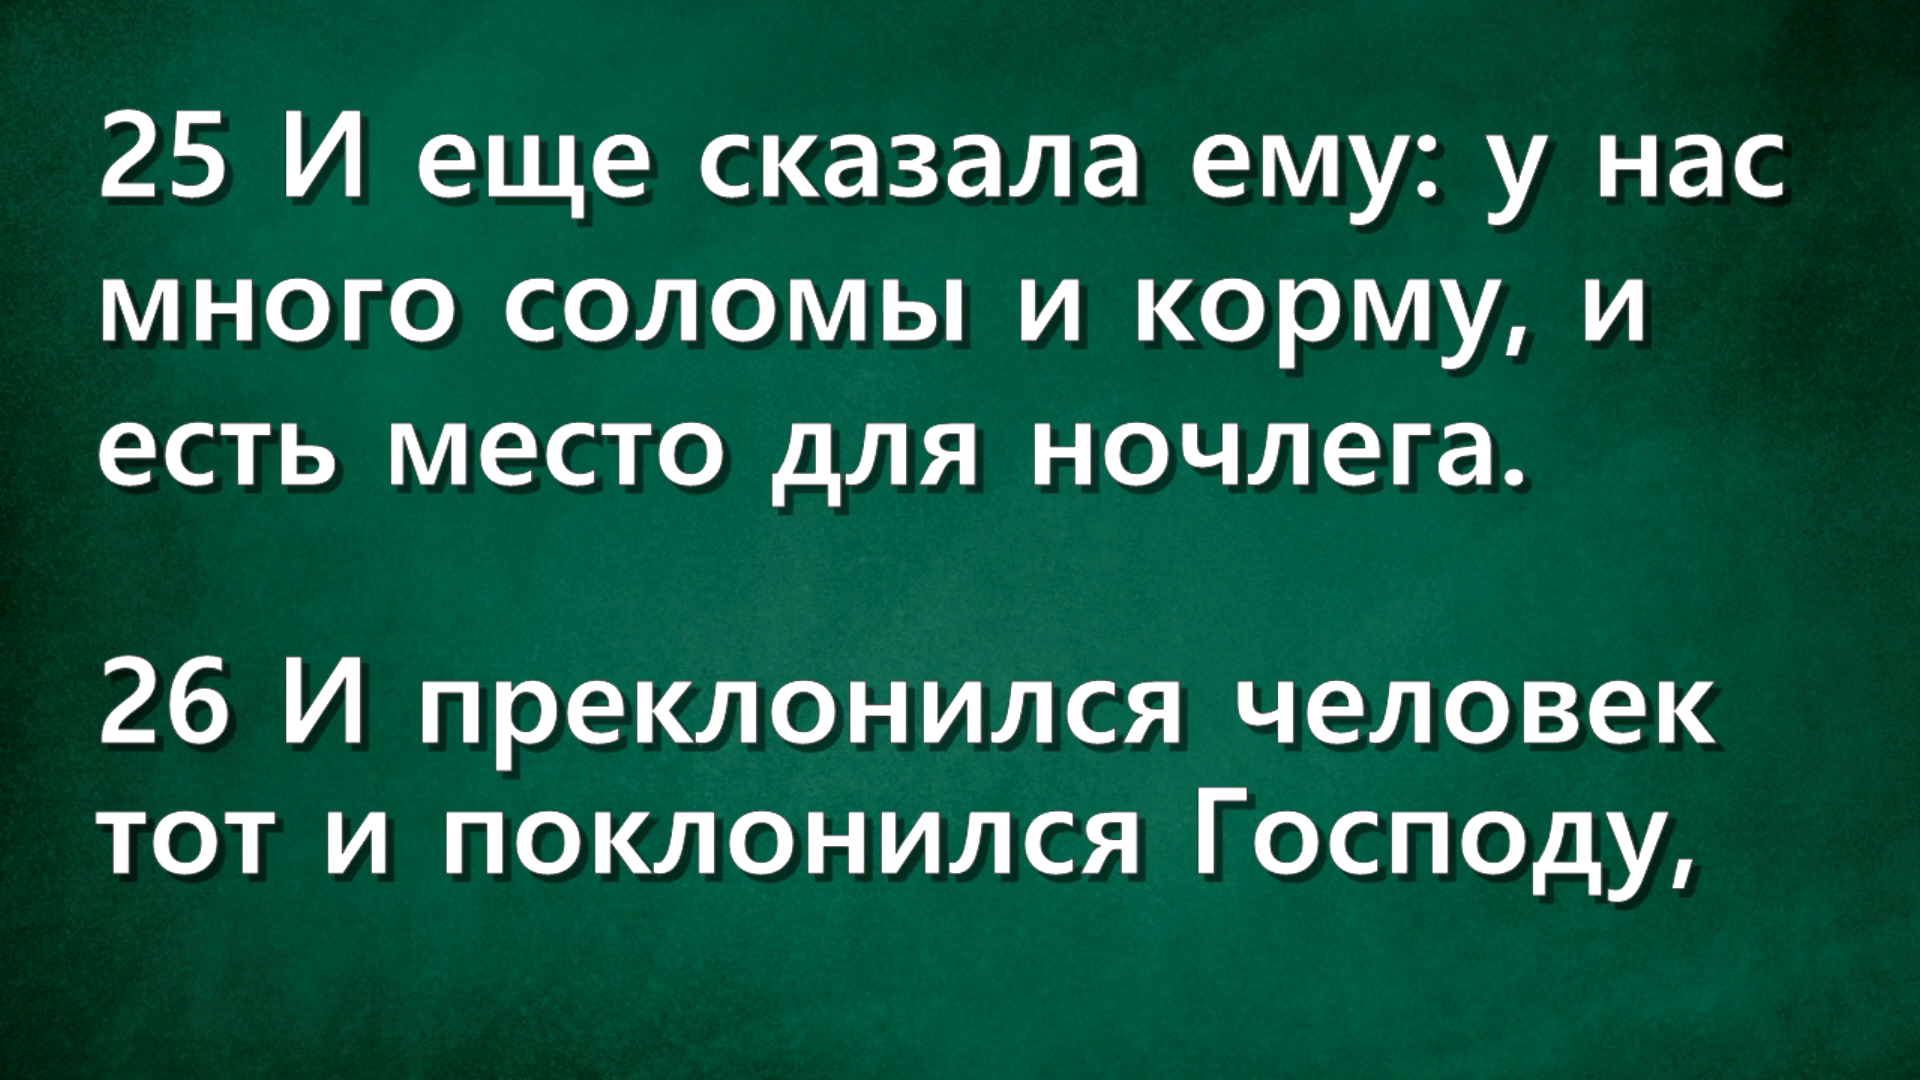 25 И еще сказала ему: у нас
много соломы и корму, и
есть место для ночлега.
26 И преклонился человек
тот и поклонился Господу,